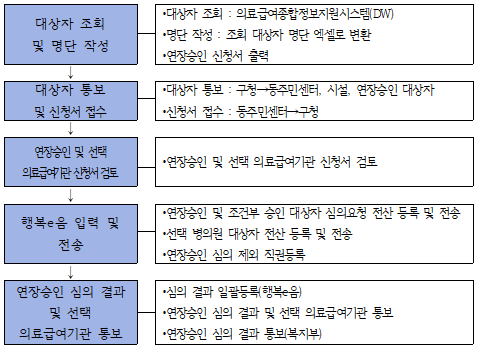 대상자 조회
및 명단 작성
•대상자 조회 : 의료급여종합정보지원시스템(DW)
•명단 작성 : 조회 대상자 명단 엑셀로 변환
•연장승인 신청서 출력
↓
대상자 통보
및 신청서 접수
•대상자 통보 : 구청→동주민센터, 시설, 연장승인 대상자
•신청서 접수 : 동주민센터→구청
↓
연장승인 및 선택
의료급여기관 신청서 검토
•연장승인 및 선택 의료급여기관 신청서 검토
↓
행복e음 입력 및
전송
•연장승인 및 조건부 승인 대상자 심의요청 전산 등록 및 전송
•선택 병의원 대상자 전산 등록 및 전송
•연장승인 심의 제외 직권등록
↓
연장승인 심의 결과
및 선택
의료급여기관 통보
•심의 결과 일괄등록(행복e음)
•연장승인 심의 결과 및 선택 의료급여기관 통보
•연장승인 심의 결과 통보(복지부)